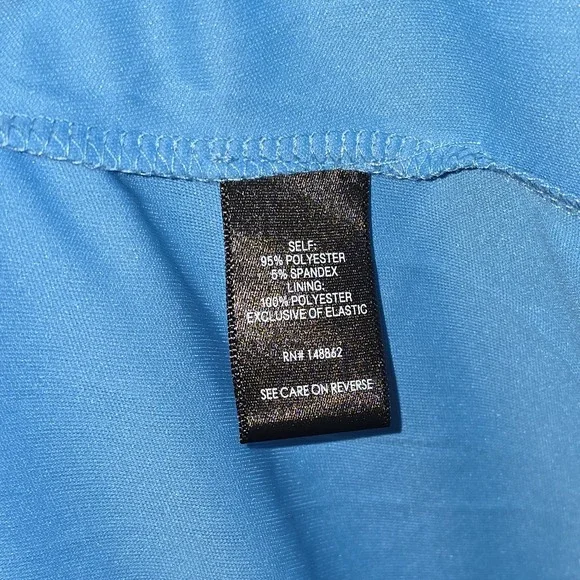 SELF:
95% POLYESTER
5% SPANDEX
LINING:
100% POLYESTER
EXCLUSIVE OF ELASTIC
RN# 148862
SEE CARE ON REVERSE